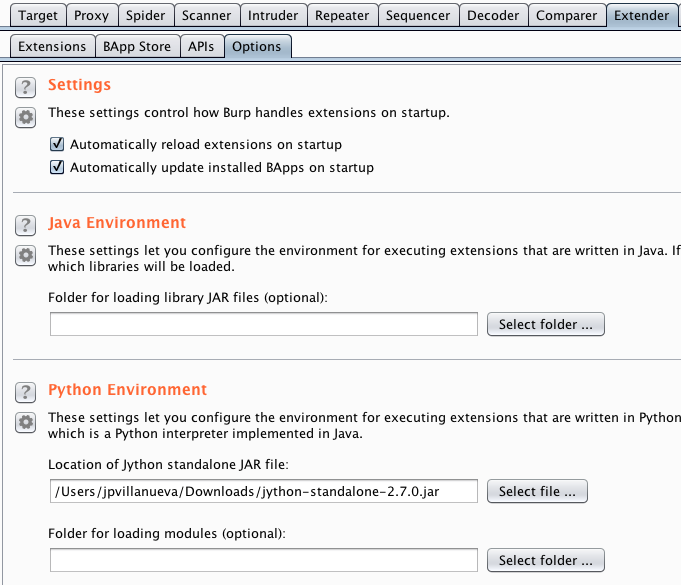 Target Proxy Spider Scanner Intruder Repeater Sequencer Decoder Comparer Extender
Extensions BApp Store APIs Options
? Settings
These settings control how Burp handles extensions on startup.
Automatically reload extensions on startup
Automatically update installed BApps on startup
? Java Environment
These settings let you configure the environment for executing extensions that are written in Java. If
which libraries will be loaded.
Folder for loading library JAR files (optional):
Select folder ...
? Python Environment
These settings let you configure the environment for executing extensions that are written in Python
which is a Python interpreter implemented in Java.
Location of Jython standalone JAR file:
/Users/jpvillanueva/Downloads/jython-standalone-2.7.0.jar Select file ...
Folder for loading modules (optional):
Select folder ...